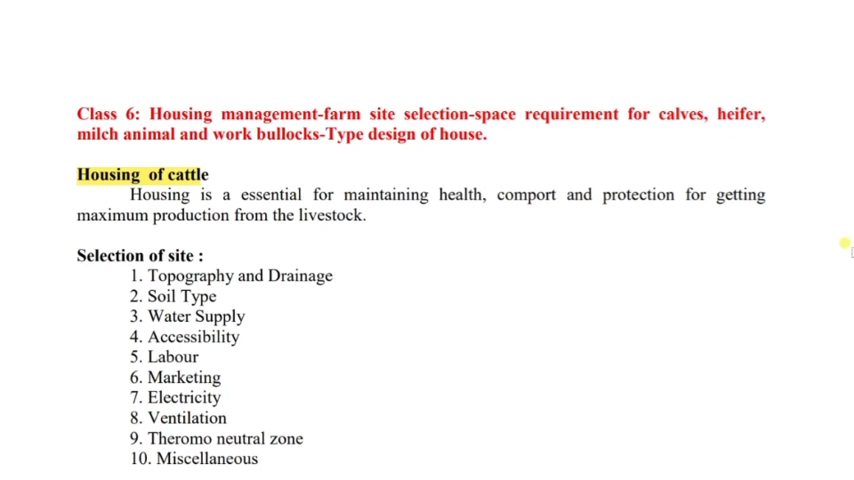 Class 6: Housing management-farm site selection-space requirement for calves, heifer,
milch animal and work bullocks-Type design of house.
Housing of cattle
Housing is a essential for maintaining health, comport and protection for getting
maximum production from the livestock.
Selection of site :
1. Topography and Drainage
2. Soil Type
3. Water Supply
4. Accessibility
5. Labour
6. Marketing
7. Electricity
8. Ventilation
9. Theromo neutral zone
10. Miscellaneous